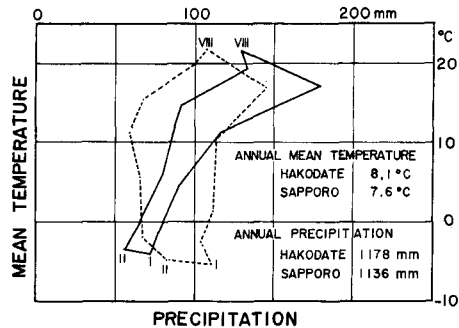 0 100 200 mm
°C
VIII VIII
20
10
ANNUAL MEAN TEMPERATURE
HAKODATE 8.1°C
SAPPORO 7.6°C
0
ANNUAL PRECIPITATION
HAKODATE 1178 mm
SAPPORO 1136 mm
II I II I
-10
MEAN TEMPERATURE
PRECIPITATION